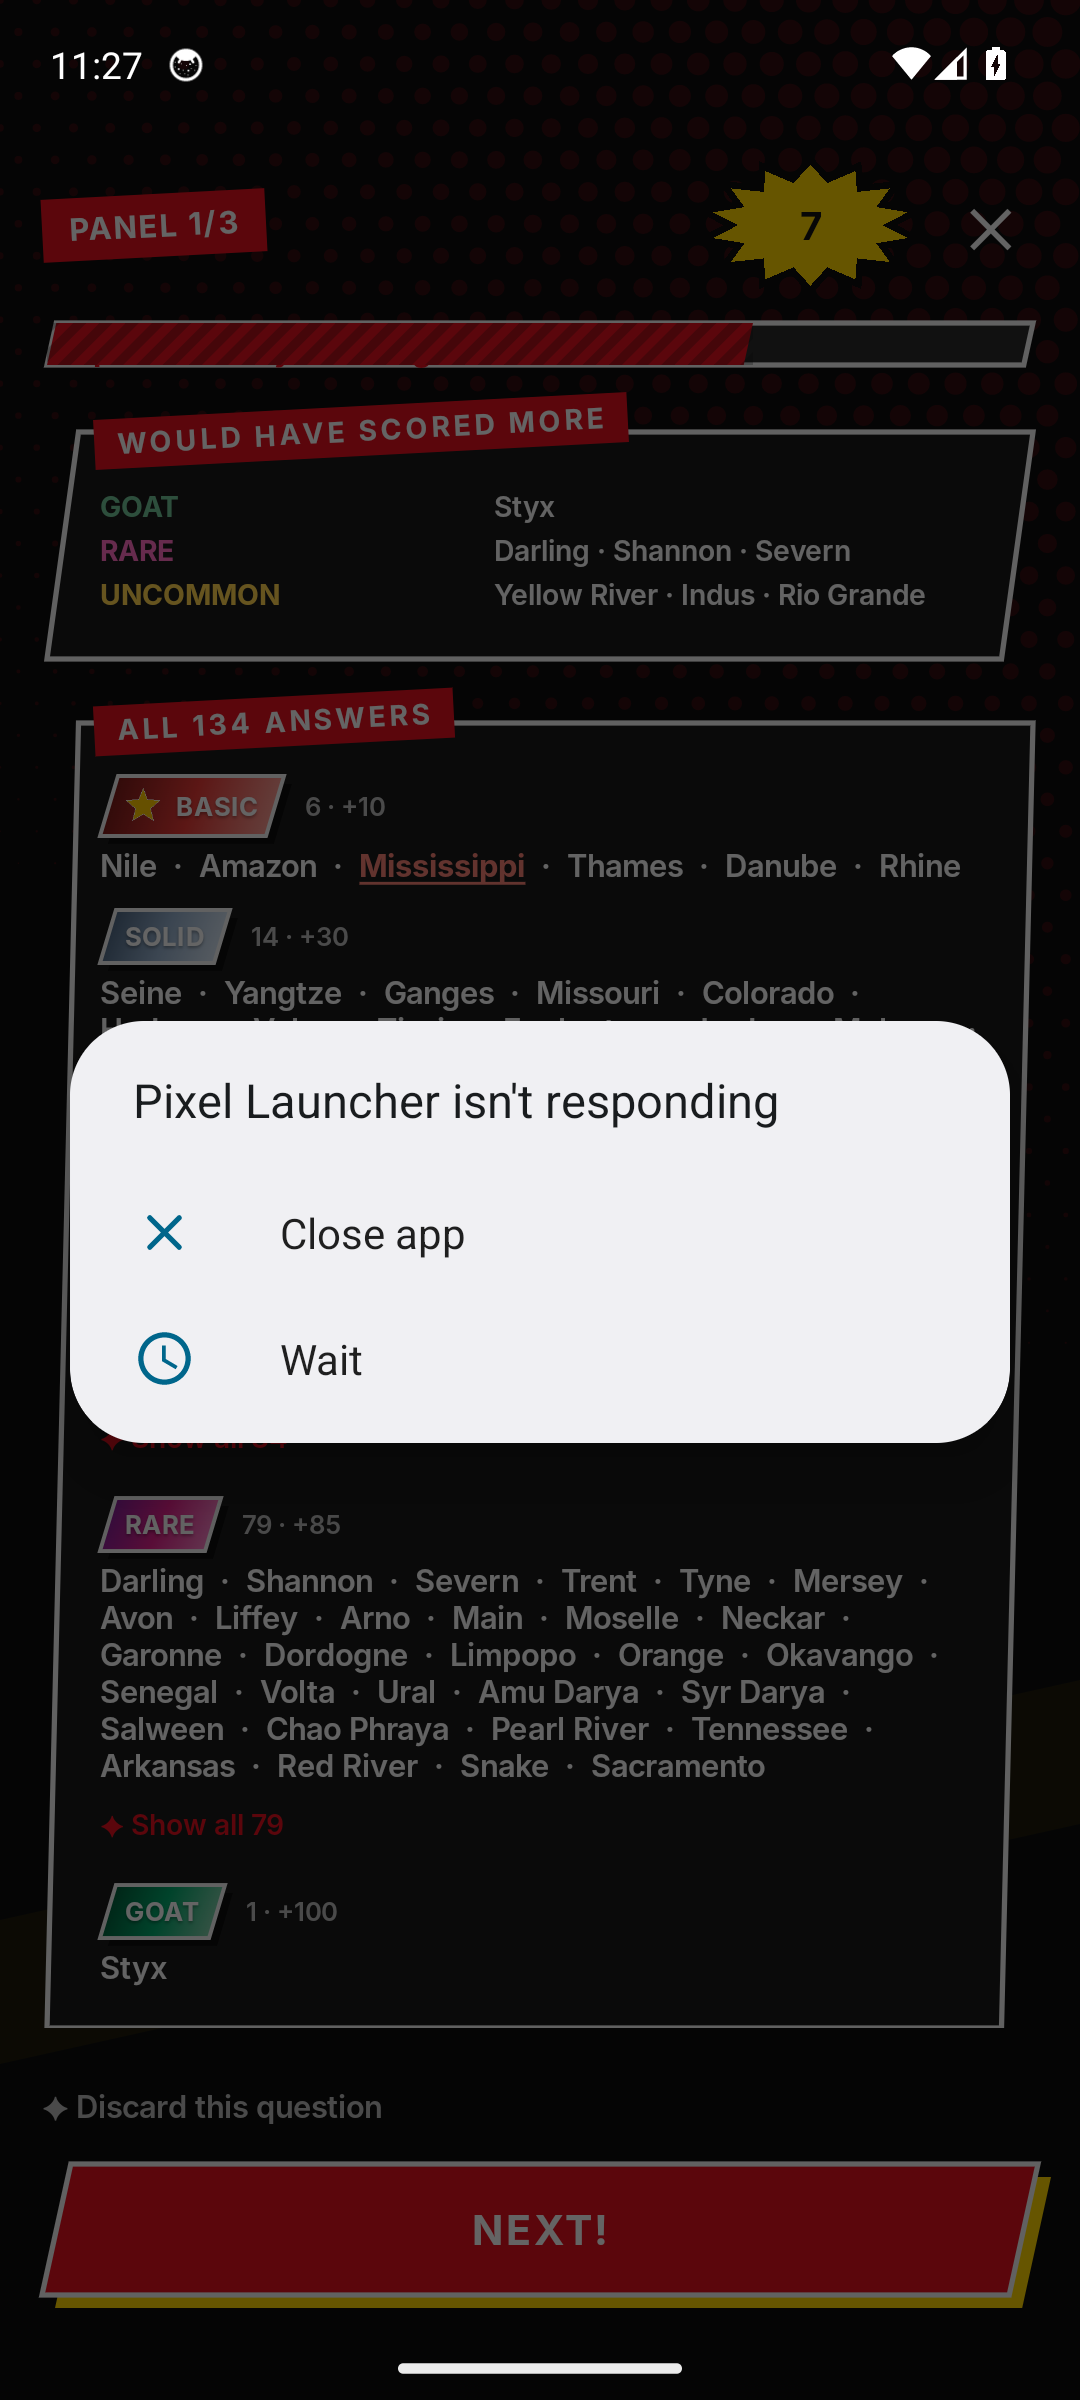 11:27
PANEL 1/3
7
WOULD HAVE SCORED MORE
GOAT Styx
RARE Darling · Shannon · Severn
UNCOMMON Yellow River · Indus · Rio Grande
ALL 134 ANSWERS
BASIC 6 · +10
Nile · Amazon · Mississippi · Thames · Danube · Rhine
SOLID 14 · +30
Seine · Yangtze · Ganges · Missouri · Colorado ·
Pixel Launcher isn't responding
Close app
Wait
RARE 79 · +85
Darling · Shannon · Severn · Trent · Tyne · Mersey ·
Avon · Liffey · Arno · Main · Moselle · Neckar ·
Garonne · Dordogne · Limpopo · Orange · Okavango ·
Senegal · Volta · Ural · Amu Darya · Syr Darya ·
Salween · Chao Phraya · Pearl River · Tennessee ·
Arkansas · Red River · Snake · Sacramento
Show all 79
GOAT 1 · +100
Styx
Discard this question
NEXT!